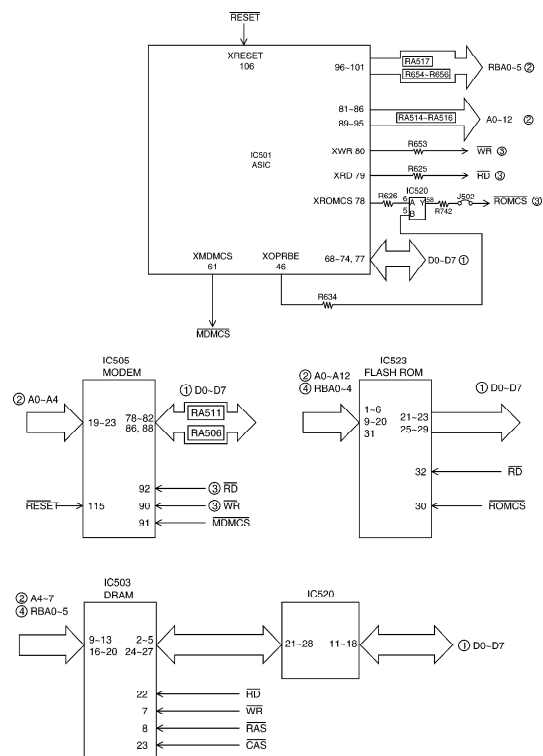 RESET
XRESET
106
96~101
RA517
R654~R656
RBA0~5 ②
81~86
89~95
RA514~RA516
A0~12 ②
IC501
ASIC
XWR 80
R653
WR ③
XRD 79
R625
RD ③
XROMCS 78
R626
IC520
6 A Y 58
5 B
R742
J502
ROMCS ③
XMDMCS
61
XOPRBE
46
68~74, 77
D0~D7 ①
R634
MDMCS
IC505
MODEM
② A0~A4
19~23
78~82
86, 88
① D0~D7
RA511
RA506
92
③ RD
RESET
115
90
③ WR
91
MDMCS
IC523
FLASH ROM
② A0~A12
④ RBA0~4
1~6
9~20
31
21~23
25~29
① D0~D7
32
RD
30
ROMCS
IC503
DRAM
② A4~7
④ RBA0~5
9~13
16~20
2~5
24~27
IC520
21~28
11~18
① D0~D7
22
RD
7
WR
8
RAS
23
CAS